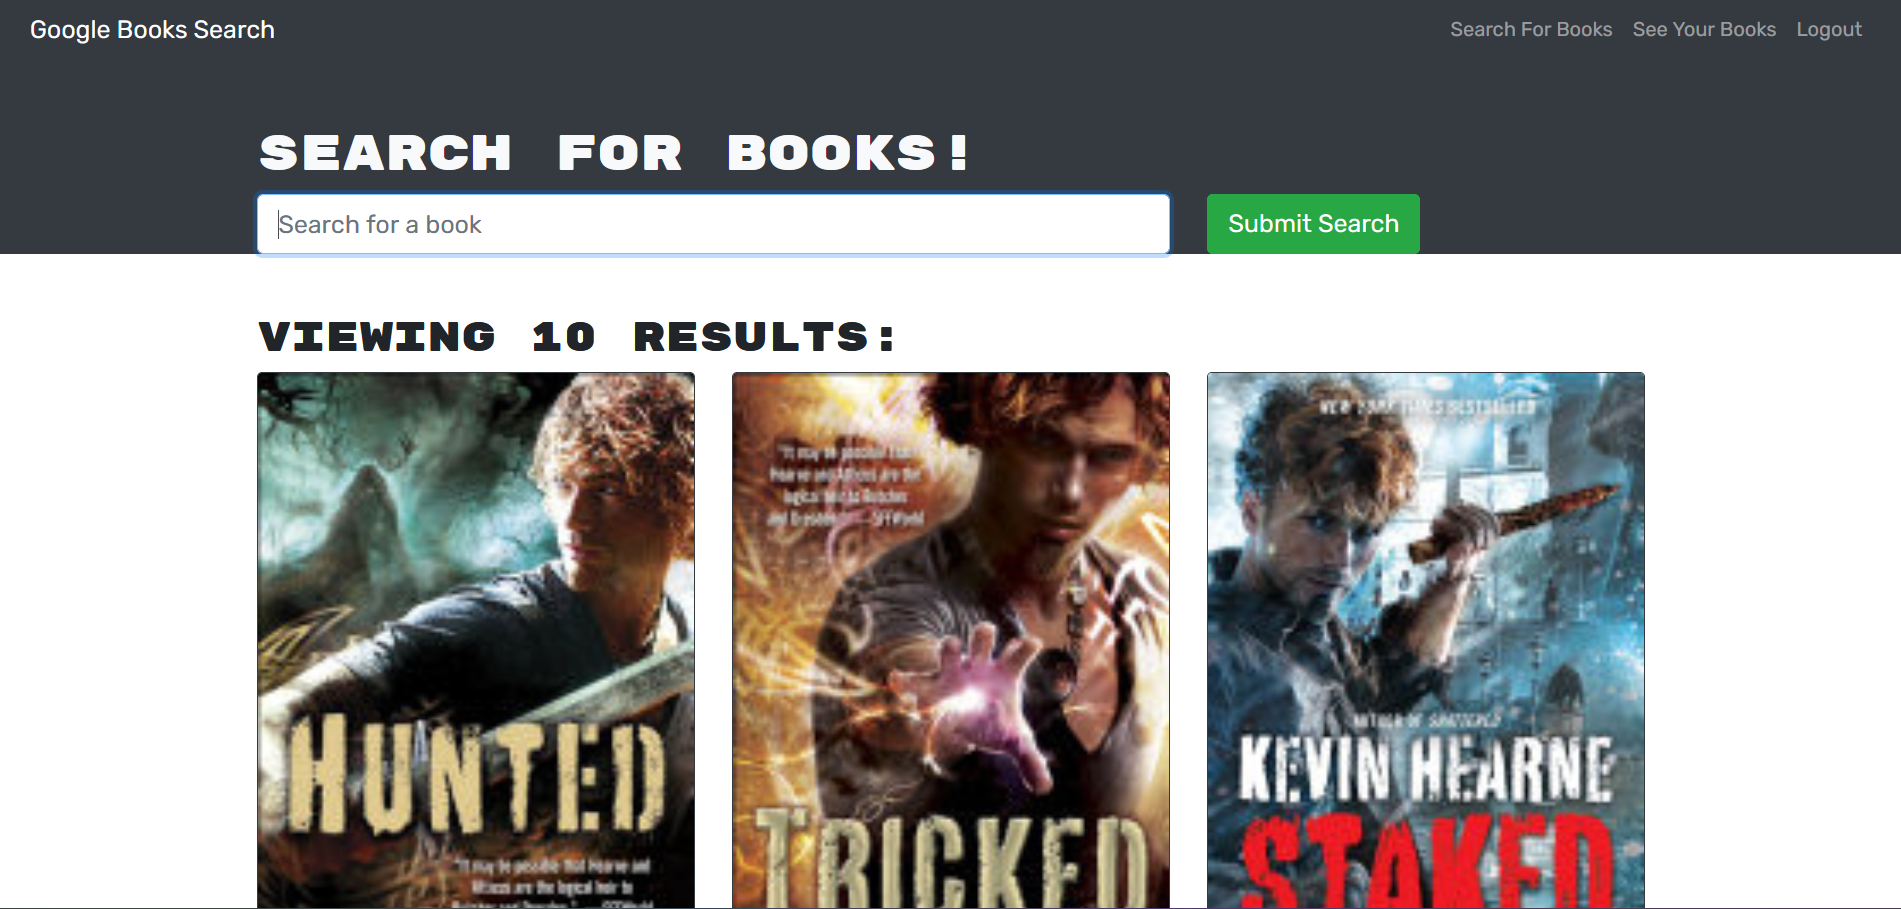 Google Books Search
Search For Books See Your Books Logout
SEARCH FOR BOOKS!
Search for a book
Submit Search
VIEWING 10 RESULTS:
HUNTED
"It may be possible that Hearne and
Atticus are the logical heir to
"It may be possible that
Hearne and Atticus are the
logical heir to Butcher
and Dresden." —SFFWorld
TRICKED
NEW YORK TIMES BESTSELLER
AUTHOR OF SHATTERED
KEVIN HEARNE
STAKED